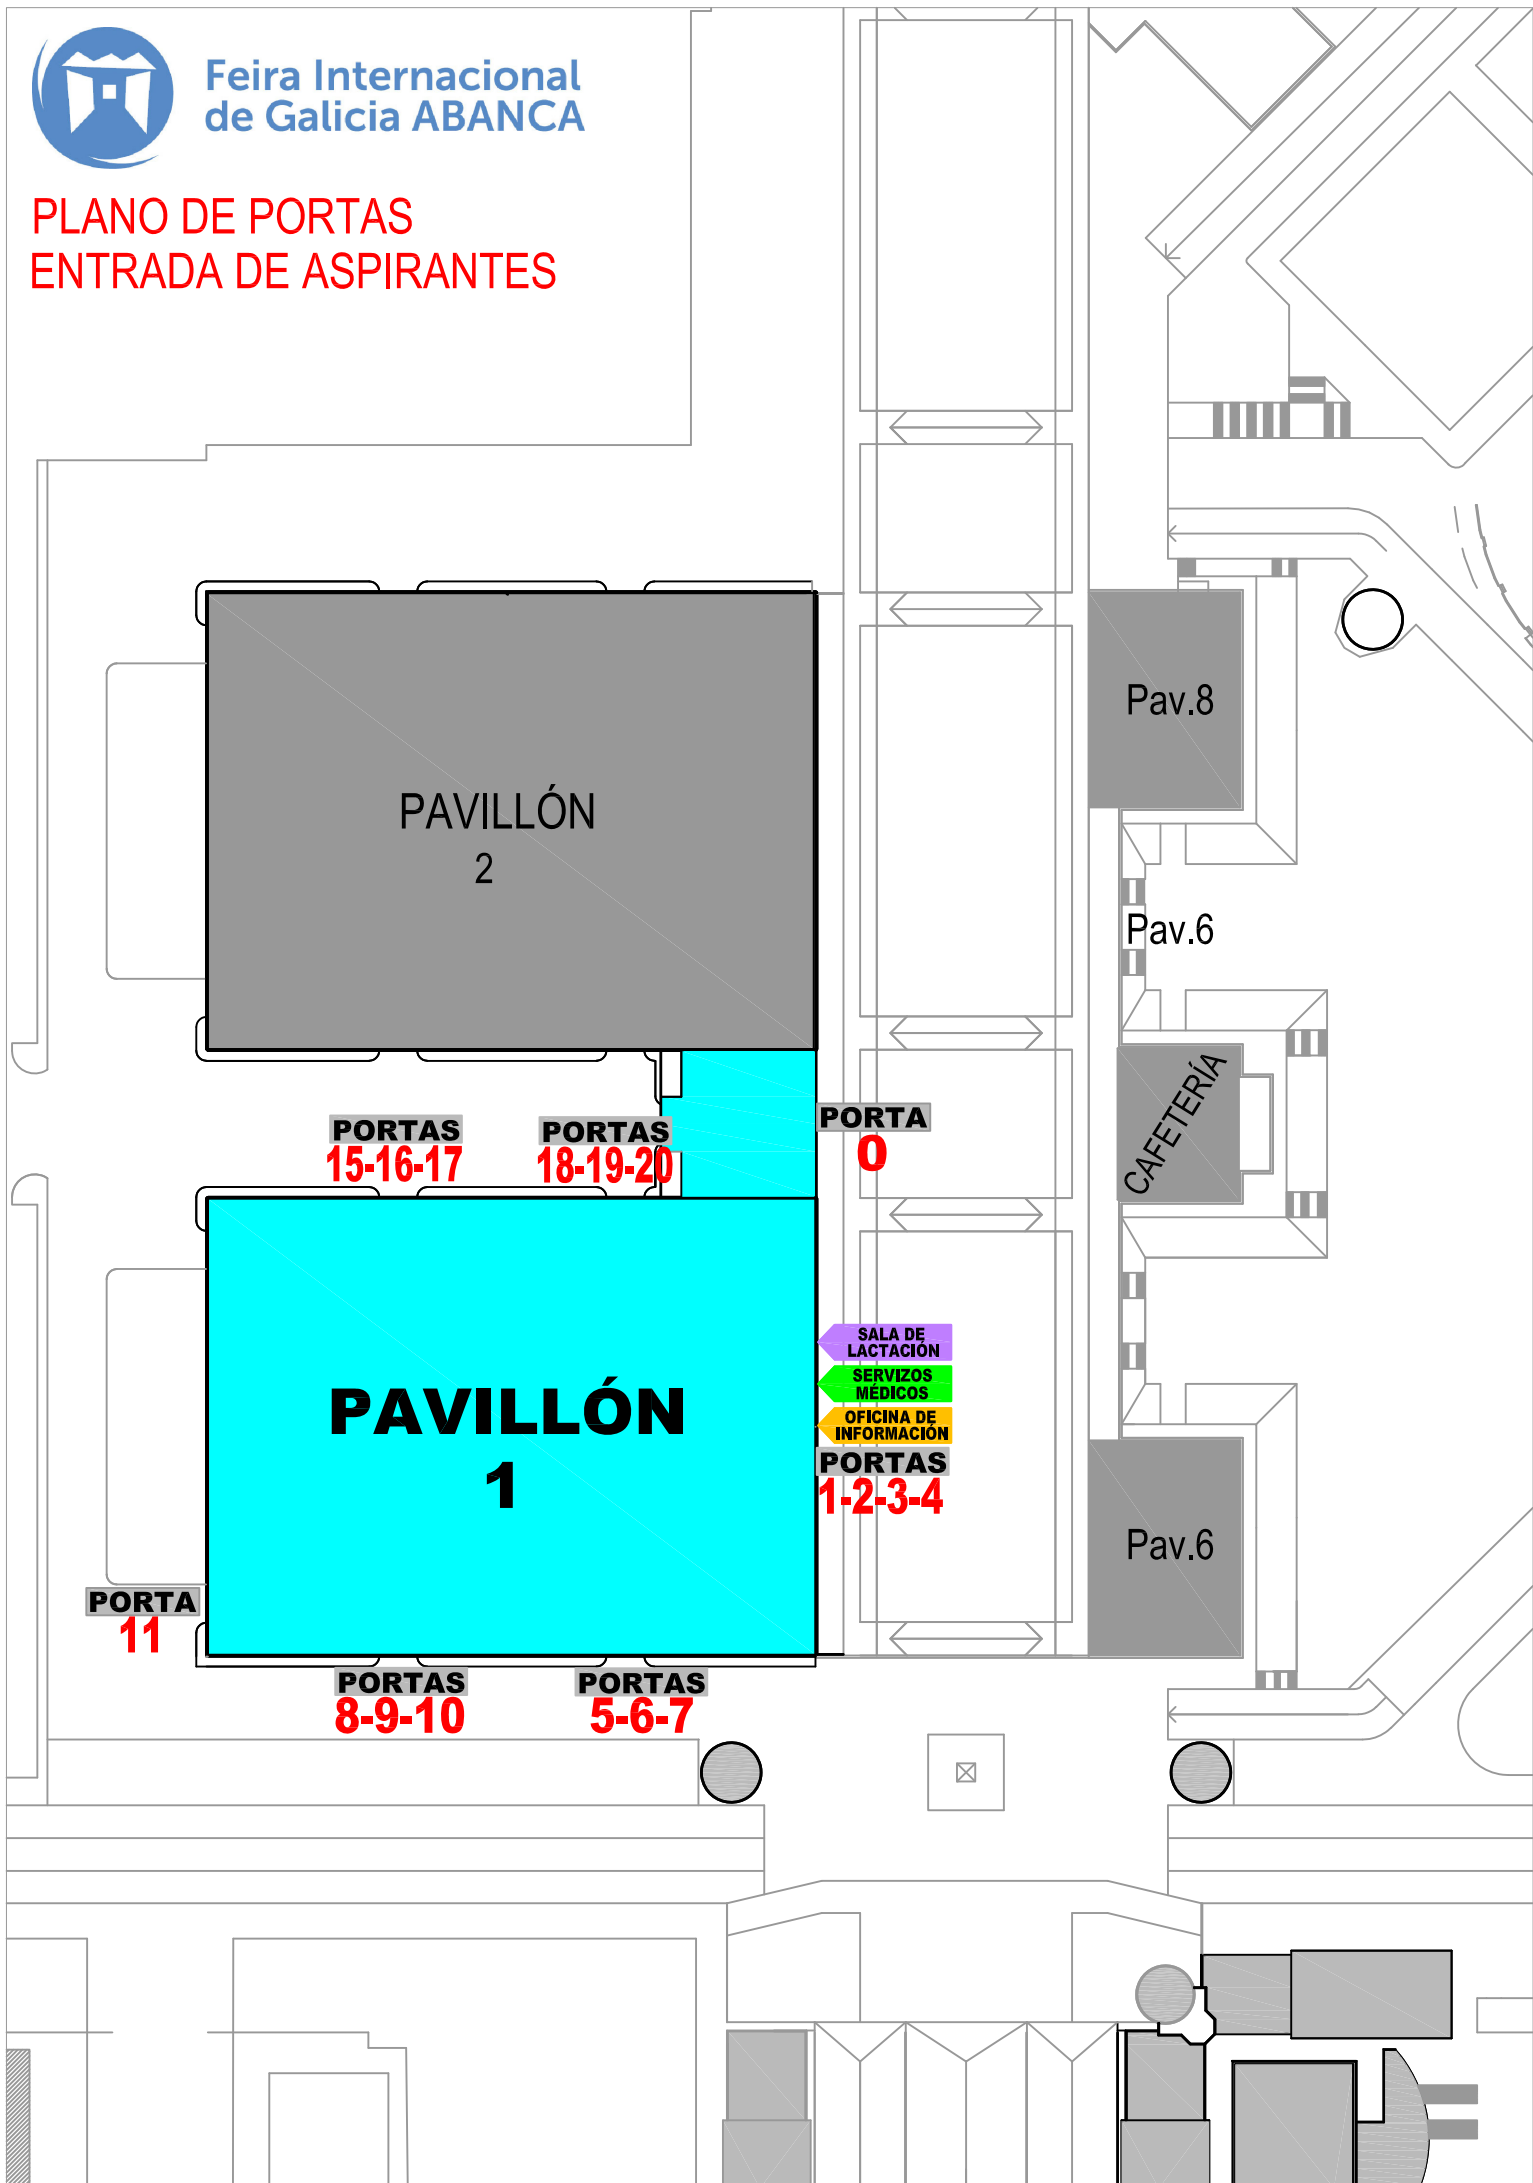 Feira Internacional
de Galicia ABANCA
PLANO DE PORTAS
ENTRADA DE ASPIRANTES
Pav.8
PAVILLÓN
2
Pav.6
CAFETERÍA
PORTAS
15-16-17
PORTAS
18-19-20
PORTA
0
SALA DE
LACTACIÓN
SERVIZOS
MÉDICOS
OFICINA DE
INFORMACIÓN
PORTAS
1-2-3-4
PAVILLÓN
1
Pav.6
PORTA
11
PORTAS
8-9-10
PORTAS
5-6-7